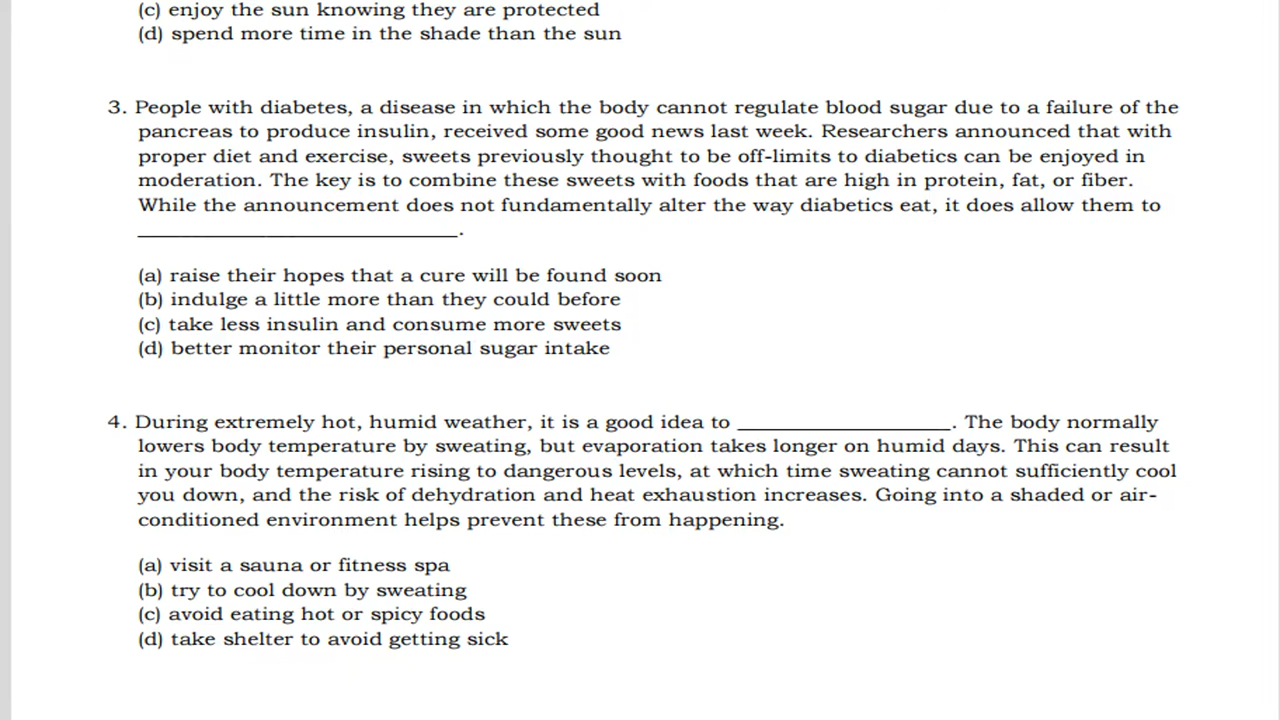 (c) enjoy the sun knowing they are protected
(d) spend more time in the shade than the sun
3. People with diabetes, a disease in which the body cannot regulate blood sugar due to a failure of the
pancreas to produce insulin, received some good news last week. Researchers announced that with
proper diet and exercise, sweets previously thought to be off-limits to diabetics can be enjoyed in
moderation. The key is to combine these sweets with foods that are high in protein, fat, or fiber.
While the announcement does not fundamentally alter the way diabetics eat, it does allow them to
______________________________.
(a) raise their hopes that a cure will be found soon
(b) indulge a little more than they could before
(c) take less insulin and consume more sweets
(d) better monitor their personal sugar intake
4. During extremely hot, humid weather, it is a good idea to ____________________. The body normally
lowers body temperature by sweating, but evaporation takes longer on humid days. This can result
in your body temperature rising to dangerous levels, at which time sweating cannot sufficiently cool
you down, and the risk of dehydration and heat exhaustion increases. Going into a shaded or air-
conditioned environment helps prevent these from happening.
(a) visit a sauna or fitness spa
(b) try to cool down by sweating
(c) avoid eating hot or spicy foods
(d) take shelter to avoid getting sick